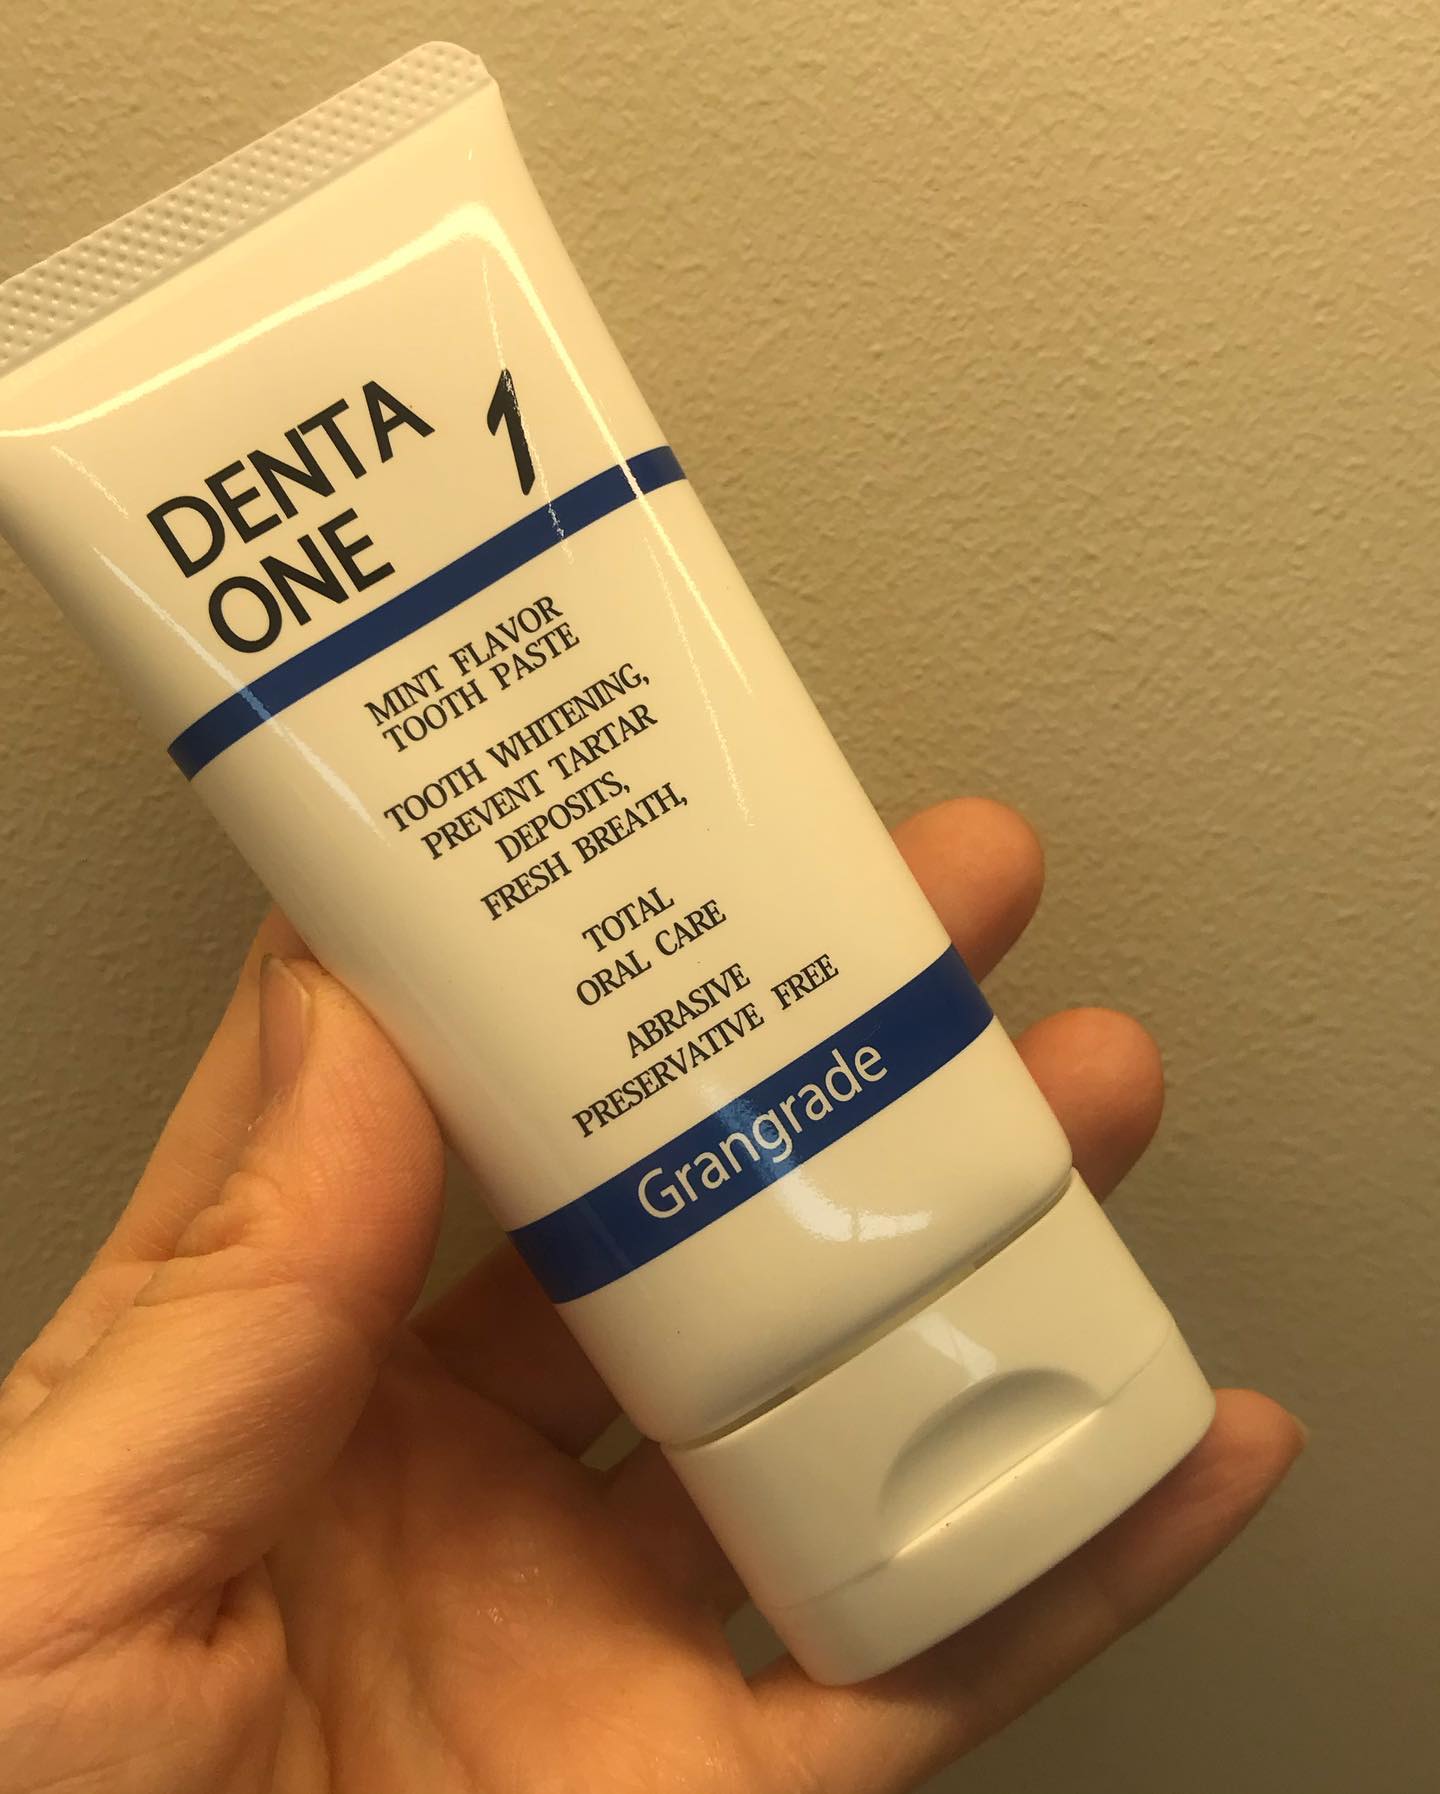 DENTA
ONE
1
MINT FLAVOR
TOOTH PASTE
TOOTH WHITENING,
PREVENT TARTAR
DEPOSITS,
FRESH BREATH,
TOTAL
ORAL CARE
ABRASIVE
PRESERVATIVE FREE
Grangrade